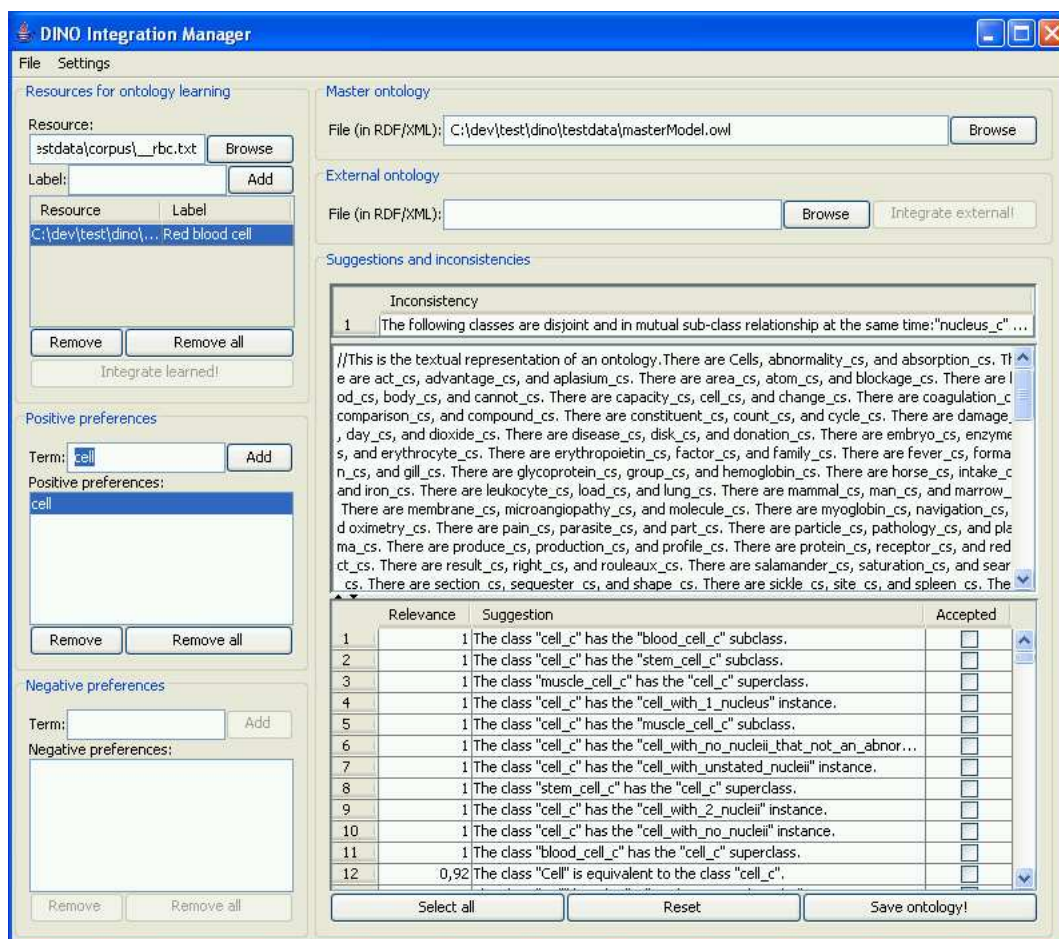 DINO Integration Manager
File Settings
Resources for ontology learning
Resource:
estdata\corpus\__rbc.txt Browse
Label: Add
Resource Label
C:\dev\test\dino\... Red blood cell
Remove Remove all
Integrate learned!
Positive preferences
Term: cell Add
Positive preferences:
cell
Remove Remove all
Negative preferences
Term: Add
Negative preferences:
Remove Remove all
Master ontology
File (in RDF/XML): C:\dev\test\dino\testdata\masterModel.owl Browse
External ontology
File (in RDF/XML): Browse Integrate external!
Suggestions and inconsistencies
Inconsistency
1 The following classes are disjoint and in mutual sub-class relationship at the same time:"nucleus_c" ...
//This is the textual representation of an ontology.There are Cells, abnormality_cs, and absorption_cs. Th
e are act_cs, advantage_cs, and aplasium_cs. There are area_cs, atom_cs, and blockage_cs. There are
od_cs, body_cs, and cannot_cs. There are capacity_cs, cell_cs, and change_cs. There are coagulation_c
comparison_cs, and compound_cs. There are constituent_cs, count_cs, and cycle_cs. There are damage_
, day_cs, and dioxide_cs. There are disease_cs, disk_cs, and donation_cs. There are embryo_cs, enzyme
s, and erythrocyte_cs. There are erythropoietin_cs, factor_cs, and family_cs. There are fever_cs, forma
n_cs, and gill_cs. There are glycoprotein_cs, group_cs, and hemoglobin_cs. There are horse_cs, intake_c
and iron_cs. There are leukocyte_cs, load_cs, and lung_cs. There are mammal_cs, man_cs, and marrow_
There are membrane_cs, microangiopathy_cs, and molecule_cs. There are myoglobin_cs, navigation_cs,
d oximetry_cs. There are pain_cs, parasite_cs, and part_cs. There are particle_cs, pathology_cs, and pla
ma_cs. There are produce_cs, production_cs, and profile_cs. There are protein_cs, receptor_cs, and red
ct_cs. There are result_cs, right_cs, and rouleaux_cs. There are salamander_cs, saturation_cs, and sear
_cs. There are section_cs, sequester_cs, and shape_cs. There are sickle_cs, site_cs, and spleen_cs. The
Relevance Suggestion Accepted
1 1 The class "cell_c" has the "blood_cell_c" subclass.
2 1 The class "cell_c" has the "stem_cell_c" subclass.
3 1 The class "muscle_cell_c" has the "cell_c" superclass.
4 1 The class "cell_c" has the "cell_with_1_nucleus" instance.
5 1 The class "cell_c" has the "muscle_cell_c" subclass.
6 1 The class "cell_c" has the "cell_with_no_nucleii_that_not_an_abnor...
7 1 The class "cell_c" has the "cell_with_unstated_nucleii" instance.
8 1 The class "stem_cell_c" has the "cell_c" superclass.
9 1 The class "cell_c" has the "cell_with_2_nucleii" instance.
10 1 The class "cell_c" has the "cell_with_no_nucleii" instance.
11 1 The class "blood_cell_c" has the "cell_c" superclass.
12 0,92 The class "Cell" is equivalent to the class "cell_c".
Select all Reset Save ontology!